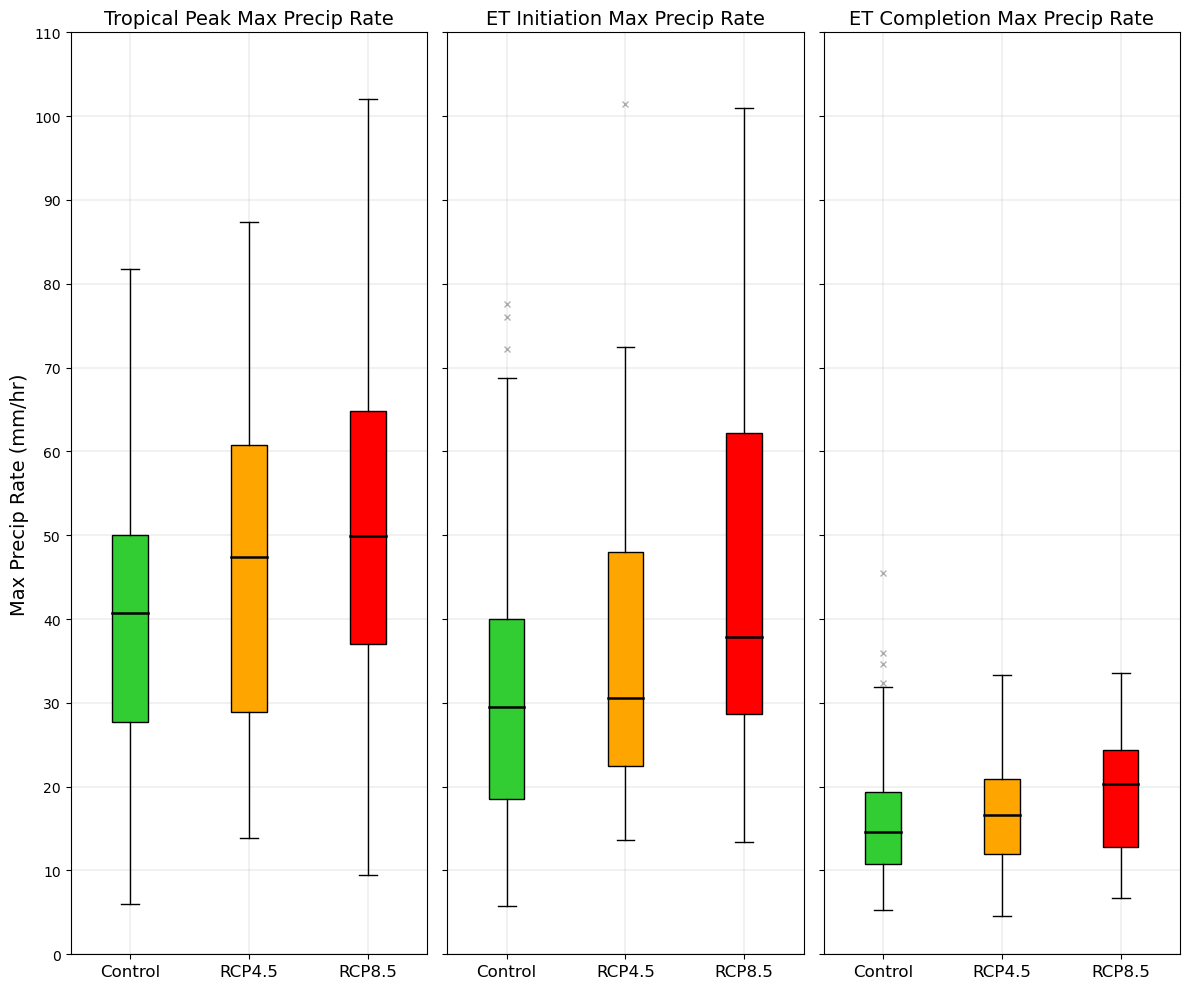 Tropical Peak Max Precip Rate
ET Initiation Max Precip Rate
ET Completion Max Precip Rate
Max Precip Rate (mm/hr)
110
100
90
80
70
60
50
40
30
20
10
0
Control RCP4.5 RCP8.5
Control RCP4.5 RCP8.5
Control RCP4.5 RCP8.5